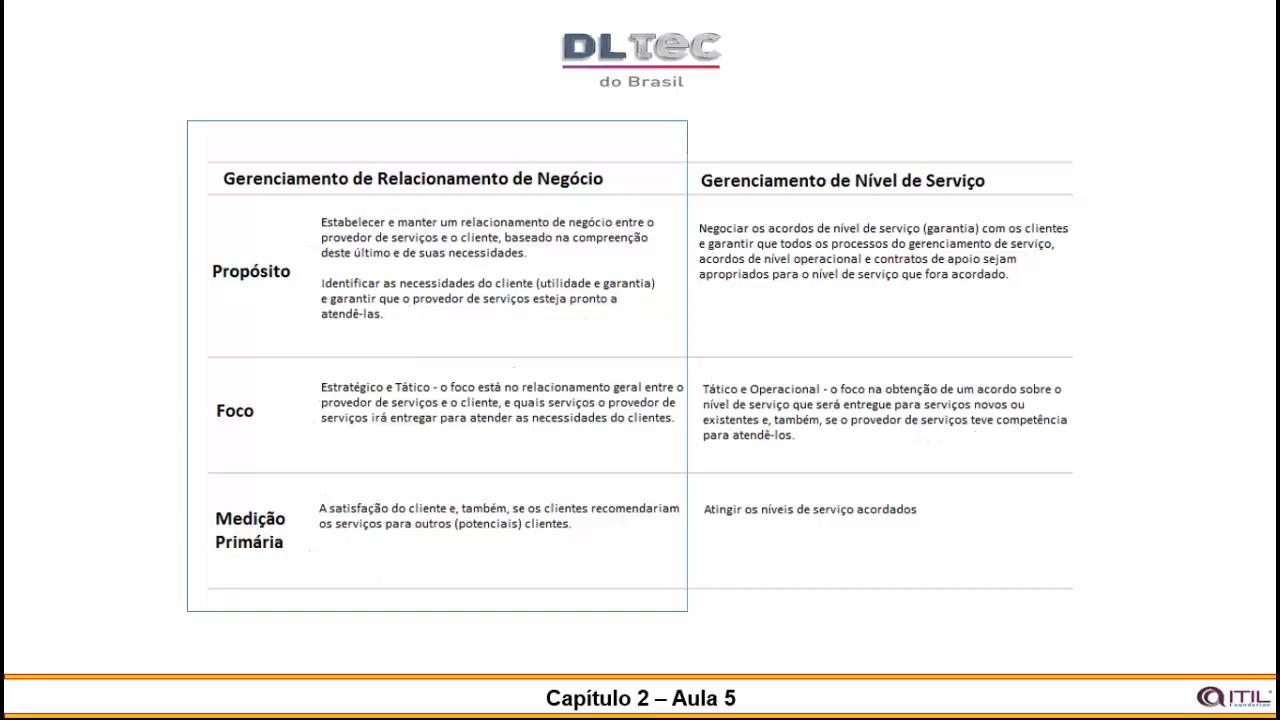 DLTEC
do Brasil
Gerenciamento de Relacionamento de Negócio
Gerenciamento de Nível de Serviço
Propósito
Estabelecer e manter um relacionamento de negócio entre o
provedor de serviços e o cliente, baseado na compreenção
deste último e de suas necessidades.
Identificar as necessidades do cliente (utilidade e garantia)
e garantir que o provedor de serviços esteja pronto a
atendê-las.
Negociar os acordos de nível de serviço (garantia) com os clientes
e garantir que todos os processos do gerenciamento de serviço,
acordos de nível operacional e contratos de apoio sejam
apropriados para o nível de serviço que fora acordado.
Foco
Estratégico e Tático - o foco está no relacionamento geral entre o
provedor de serviços e o cliente, e quais serviços o provedor de
serviços irá entregar para atender as necessidades do clientes.
Tático e Operacional - o foco na obtenção de um acordo sobre o
nível de serviço que será entregue para serviços novos ou
existentes e, também, se o provedor de serviços teve competência
para atendê-los.
Medição
Primária
A satisfação do cliente e, também, se os clientes recomendariam
os serviços para outros (potenciais) clientes.
Atingir os níveis de serviço acordados
Capítulo 2 – Aula 5
ITIL
Foundation